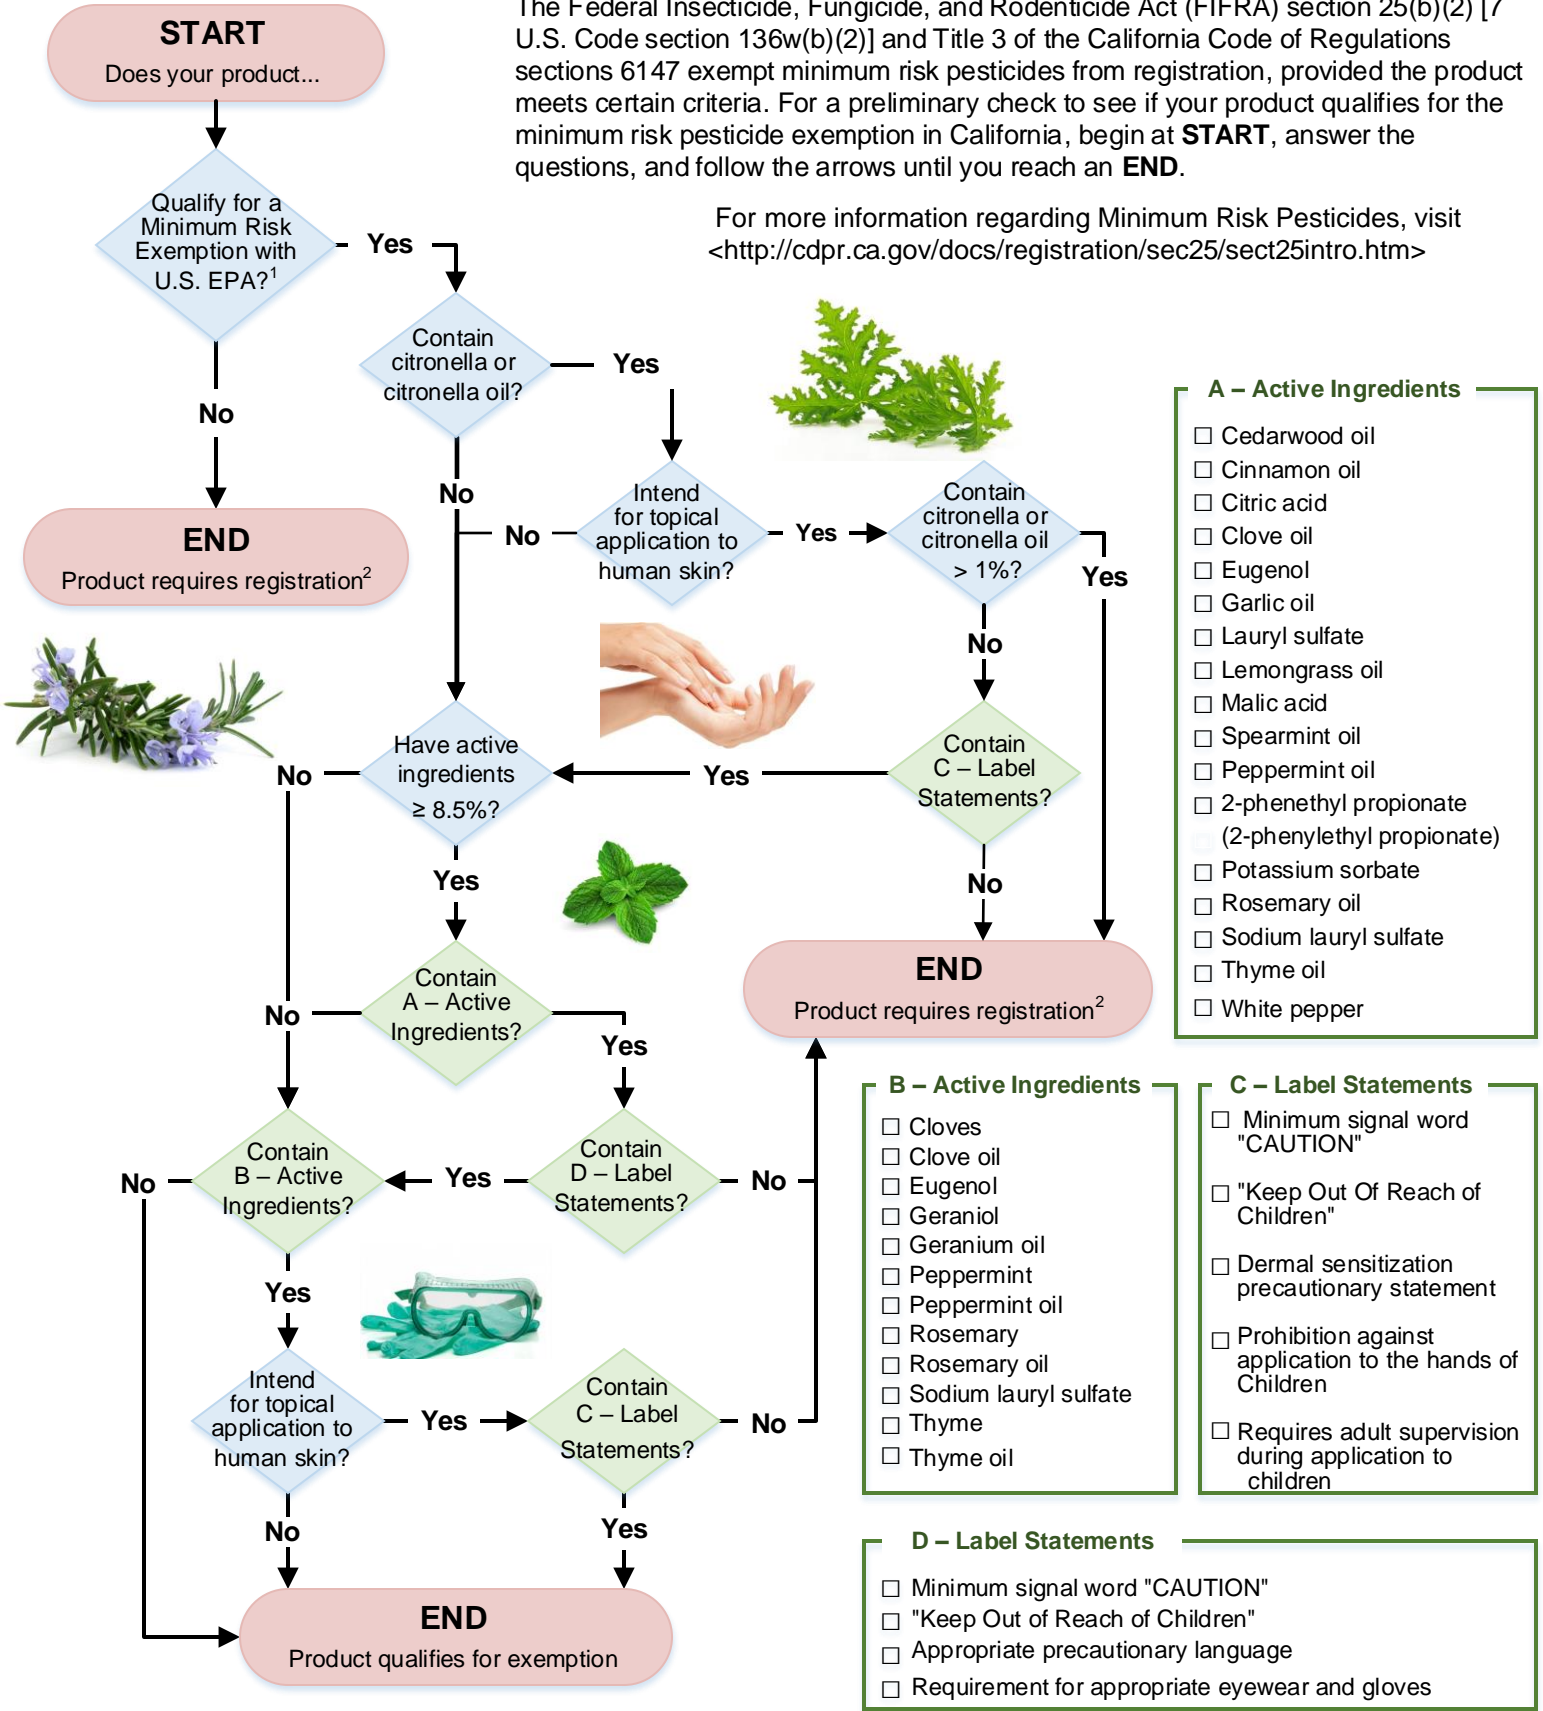 The Federal Insecticide, Fungicide, and Rodenticide Act (FIFRA) section 25(b)(2) [7
U.S. Code section 136w(b)(2)] and Title 3 of the California Code of Regulations
sections 6147 exempt minimum risk pesticides from registration, provided the product
meets certain criteria. For a preliminary check to see if your product qualifies for the
minimum risk pesticide exemption in California, begin at START, answer the
questions, and follow the arrows until you reach an END.
For more information regarding Minimum Risk Pesticides, visit
<http://cdpr.ca.gov/docs/registration/sec25/sect25intro.htm>
START
Does your product...
Qualify for a
Minimum Risk
Exemption with
U.S. EPA?1
Yes
No
END
Product requires registration2
Contain
citronella or
citronella oil?
Yes
No
Intend
for topical
application to
human skin?
No
Yes
Contain
citronella or
citronella oil
> 1%?
Yes
No
Contain
C – Label
Statements?
Yes
No
Have active
ingredients
≥ 8.5%?
No
Yes
Contain
A – Active
Ingredients?
No
Yes
END
Product requires registration2
Contain
D – Label
Statements?
Yes
No
Contain
B – Active
Ingredients?
No
Yes
Intend
for topical
application to
human skin?
Yes
No
Contain
C – Label
Statements?
No
Yes
END
Product qualifies for exemption
A – Active Ingredients
☐ Cedarwood oil
☐ Cinnamon oil
☐ Citric acid
☐ Clove oil
☐ Eugenol
☐ Garlic oil
☐ Lauryl sulfate
☐ Lemongrass oil
☐ Malic acid
☐ Spearmint oil
☐ Peppermint oil
☐ 2-phenethyl propionate
(2-phenylethyl propionate)
☐ Potassium sorbate
☐ Rosemary oil
☐ Sodium lauryl sulfate
☐ Thyme oil
☐ White pepper
B – Active Ingredients
☐ Cloves
☐ Clove oil
☐ Eugenol
☐ Geraniol
☐ Geranium oil
☐ Peppermint
☐ Peppermint oil
☐ Rosemary
☐ Rosemary oil
☐ Sodium lauryl sulfate
☐ Thyme
☐ Thyme oil
C – Label Statements
☐ Minimum signal word
"CAUTION"
☐ "Keep Out Of Reach of
Children"
☐ Dermal sensitization
precautionary statement
☐ Prohibition against
application to the hands of
Children
☐ Requires adult supervision
during application to
children
D – Label Statements
☐ Minimum signal word "CAUTION"
☐ "Keep Out of Reach of Children"
☐ Appropriate precautionary language
☐ Requirement for appropriate eyewear and gloves